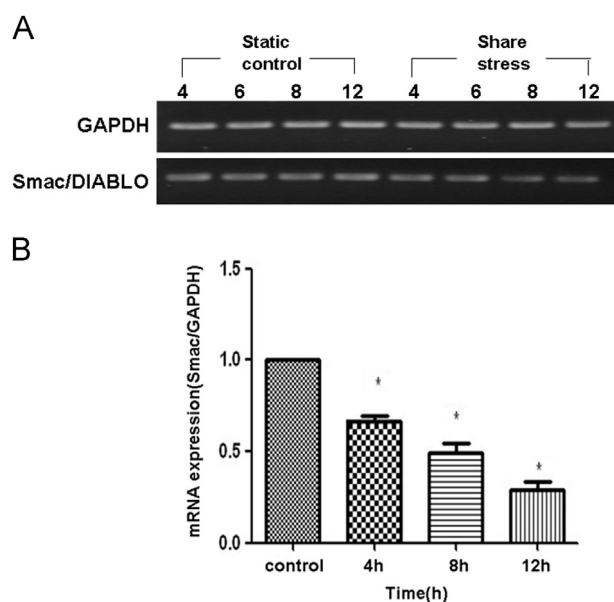 A
Static control
Share stress
4 6 8 12 4 6 8 12
GAPDH
Smac/DIABLO
B
mRNA expression(Smac/GAPDH)
1.5
1.0
0.5
0.0
*
*
*
control 4h 8h 12h
Time(h)